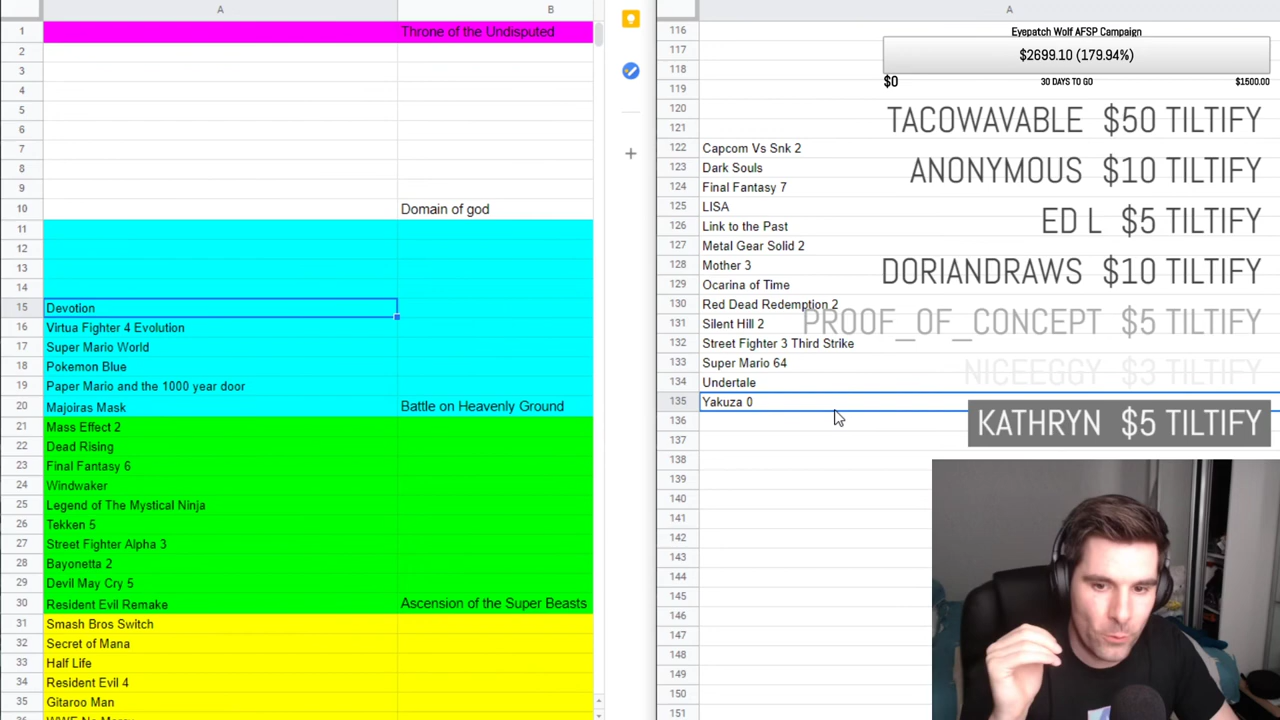 A
B
1 Throne of the Undisputed
2
3
4
5
6
7
8
9
10 Domain of god
11
12
13
14
15 Devotion
16 Virtua Fighter 4 Evolution
17 Super Mario World
18 Pokemon Blue
19 Paper Mario and the 1000 year door
20 Majoiras Mask Battle on Heavenly Ground
21 Mass Effect 2
22 Dead Rising
23 Final Fantasy 6
24 Windwaker
25 Legend of The Mystical Ninja
26 Tekken 5
27 Street Fighter Alpha 3
28 Bayonetta 2
29 Devil May Cry 5
30 Resident Evil Remake Ascension of the Super Beasts
31 Smash Bros Switch
32 Secret of Mana
33 Half Life
34 Resident Evil 4
35 Gitaroo Man
A
116
117
118
119
120
121
122 Capcom Vs Snk 2
123 Dark Souls
124 Final Fantasy 7
125 LISA
126 Link to the Past
127 Metal Gear Solid 2
128 Mother 3
129 Ocarina of Time
130 Red Dead Redemption 2
131 Silent Hill 2
132 Street Fighter 3 Third Strike
133 Super Mario 64
134 Undertale
135 Yakuza 0
136
137
138
139
140
141
142
143
144
145
146
147
148
149
150
151
Eyepatch Wolf AFSP Campaign
$2699.10 (179.94%)
$0 30 DAYS TO GO $1500.00
TACOWAVABLE $50 TILTIFY
ANONYMOUS $10 TILTIFY
ED L $5 TILTIFY
DORIANDRAWS $10 TILTIFY
PROOF_OF_CONCEPT $5 TILTIFY
NICEEGGY $3 TILTIFY
KATHRYN $5 TILTIFY